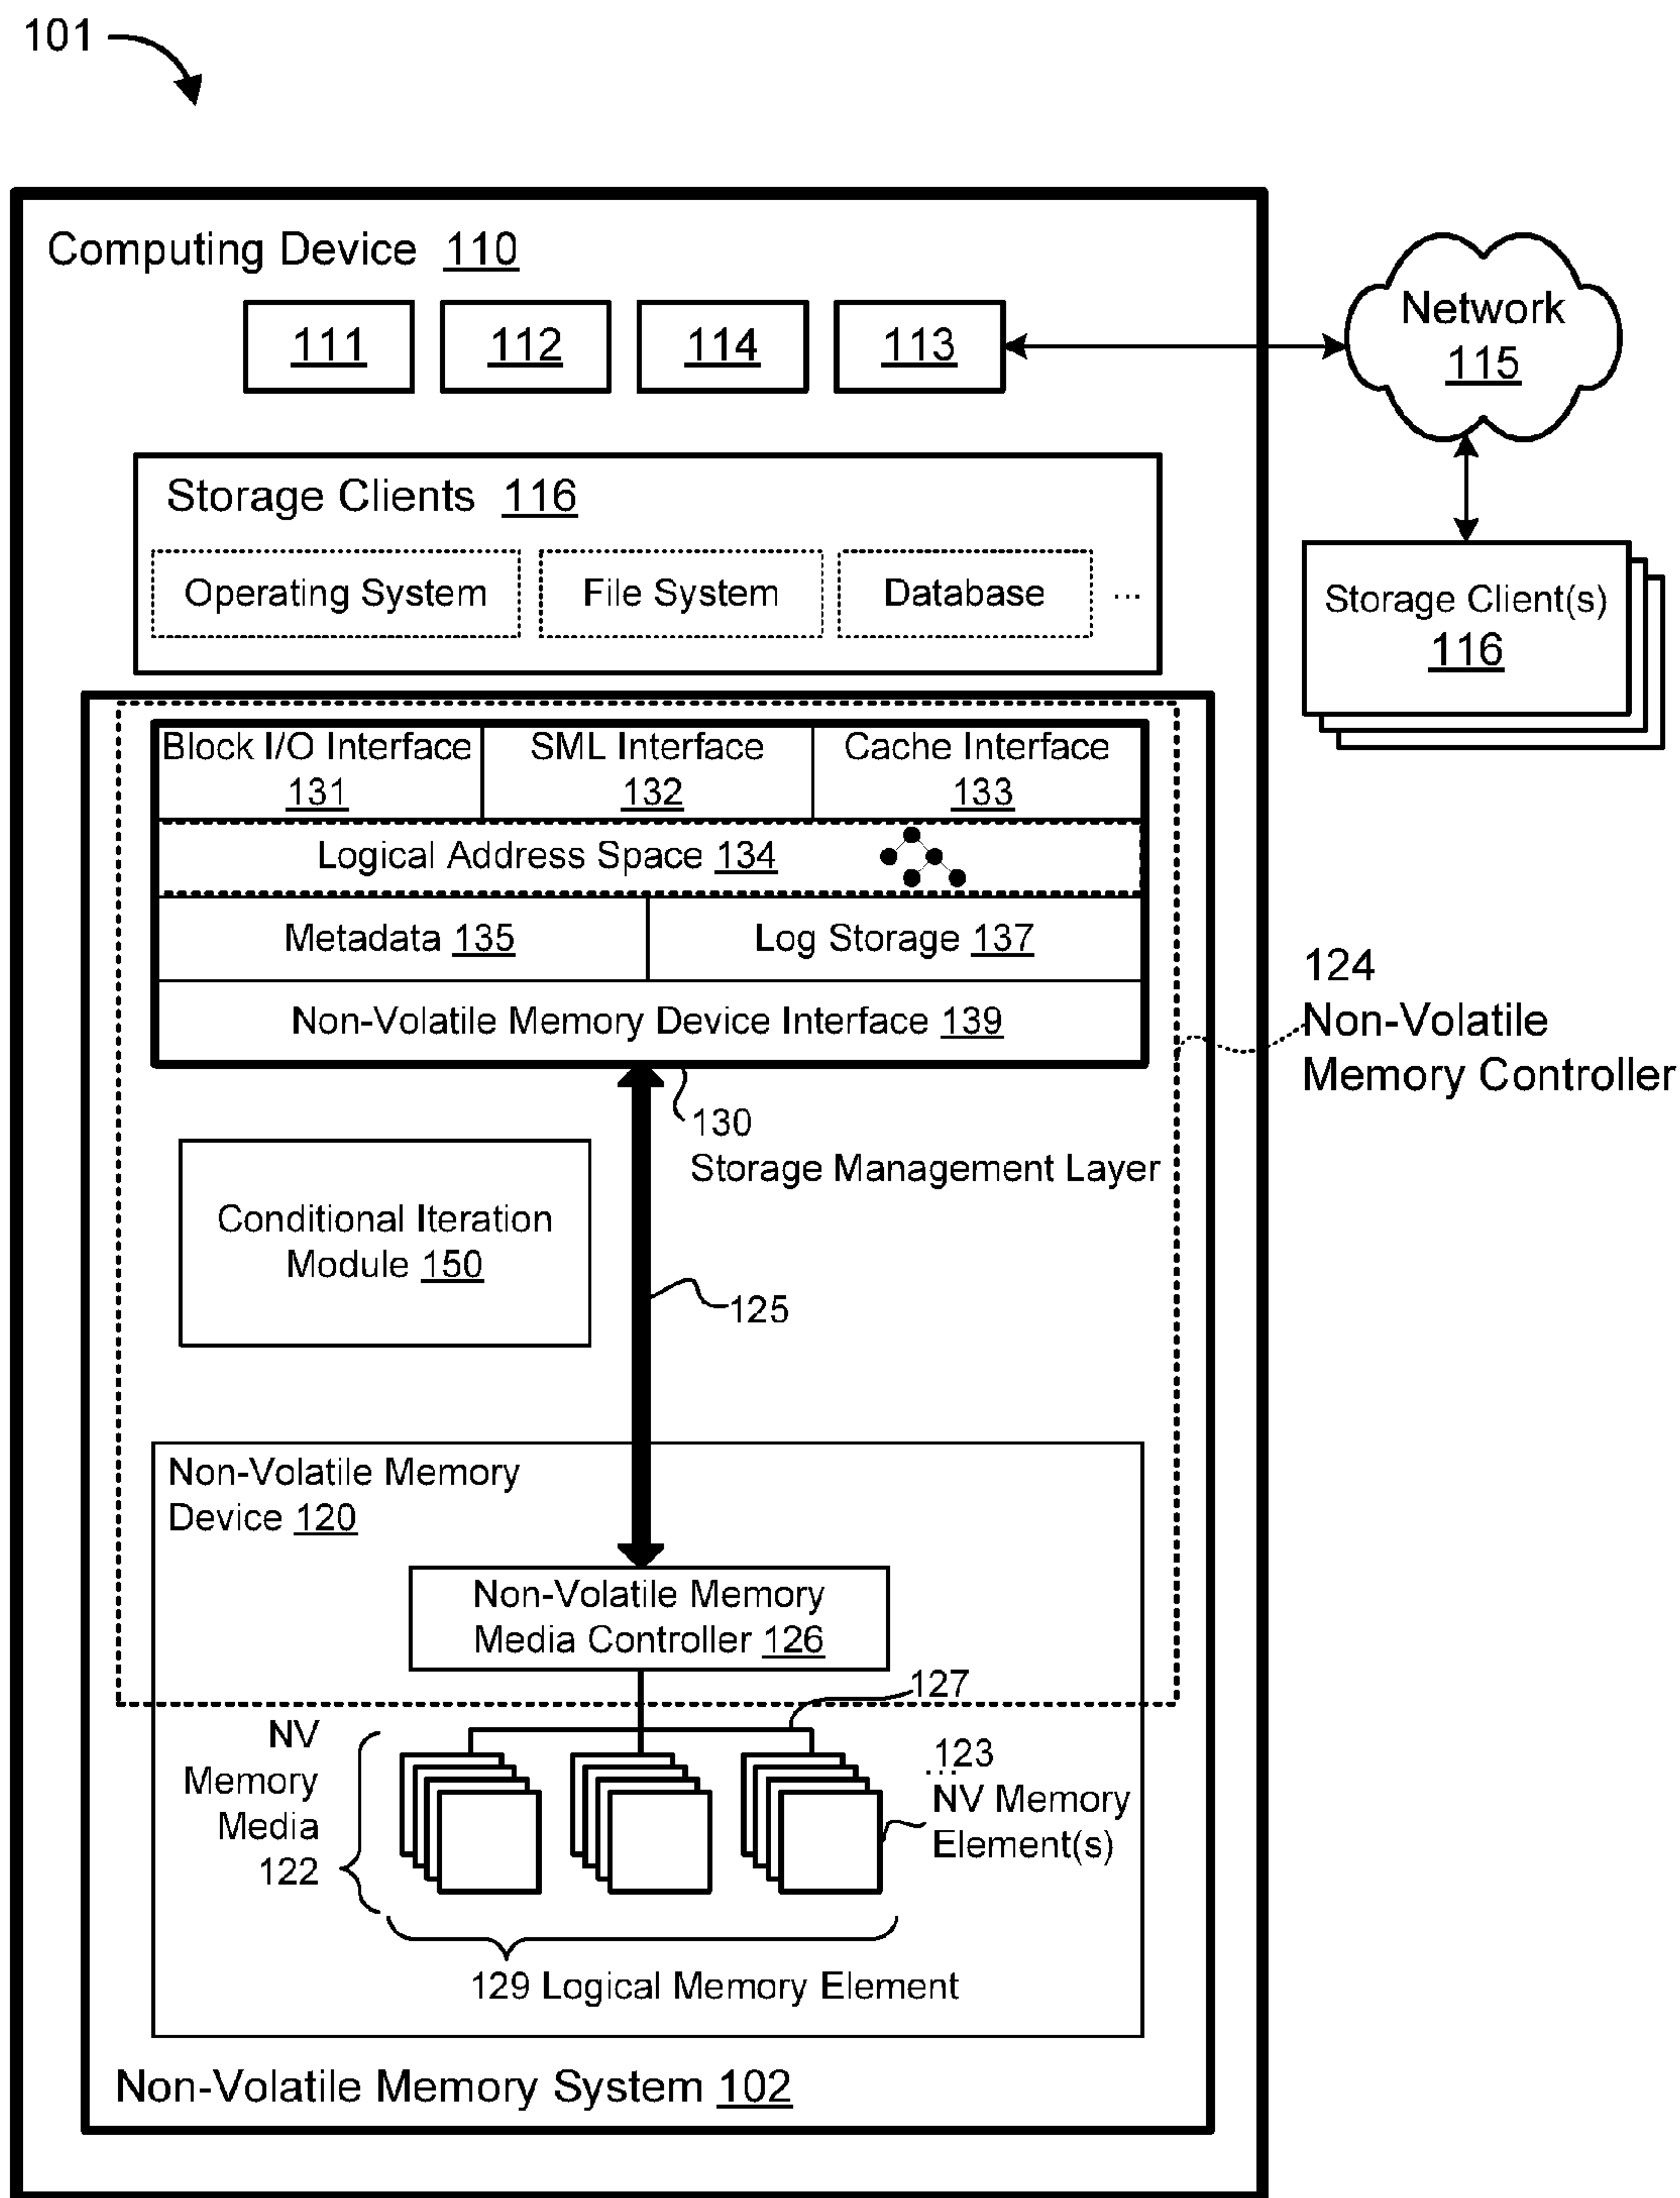 101
Computing Device 110
111 112 114 113
Network
115
Storage Clients 116
Operating System File System Database ...
Storage Client(s)
116
Block I/O Interface
131
SML Interface
132
Cache Interface
133
Logical Address Space 134
Metadata 135 Log Storage 137
Non-Volatile Memory Device Interface 139
124
Non-Volatile
Memory Controller
130
Storage Management Layer
Conditional Iteration
Module 150
125
Non-Volatile Memory
Device 120
Non-Volatile Memory
Media Controller 126
127
NV
Memory
Media
122
123
...
NV Memory
Element(s)
129 Logical Memory Element
Non-Volatile Memory System 102